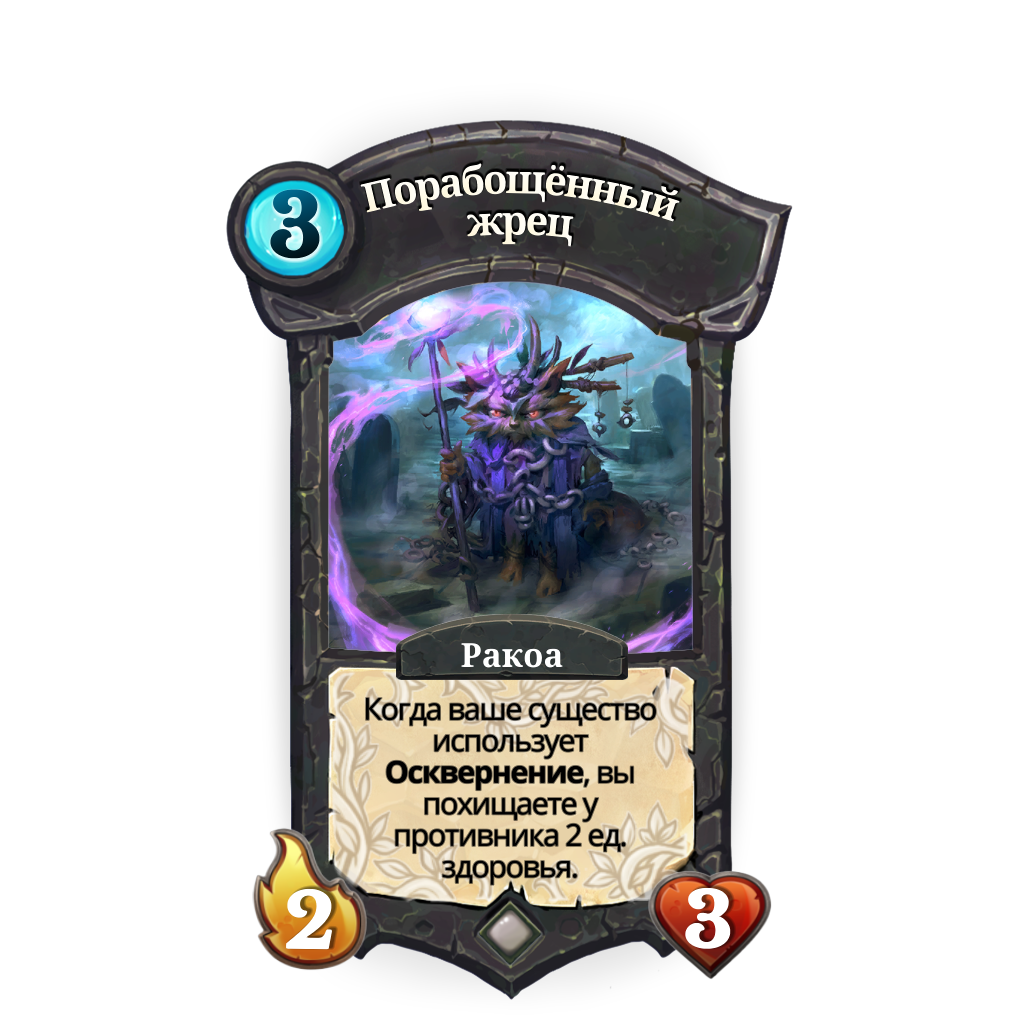 3
Порабощённый
жрец
Ракоа
Когда ваше существо
использует
Осквернение, вы
похищаете у
противника 2 ед.
здоровья.
2
3